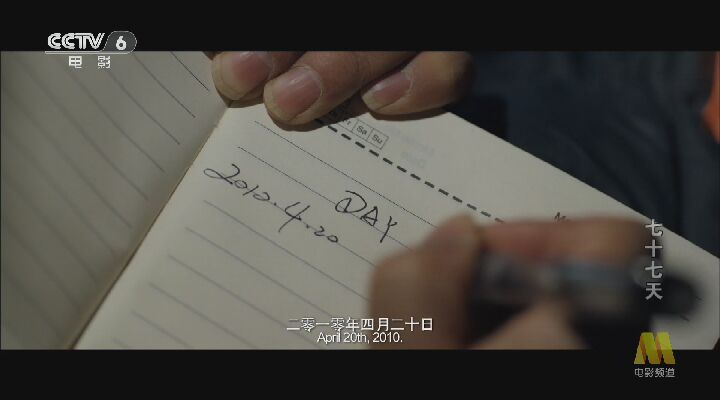 CCTV 6
电影
Sa Su
DAY
2010.4.20
七十七天
二零一零年四月二十日
April 20th, 2010.
电影频道